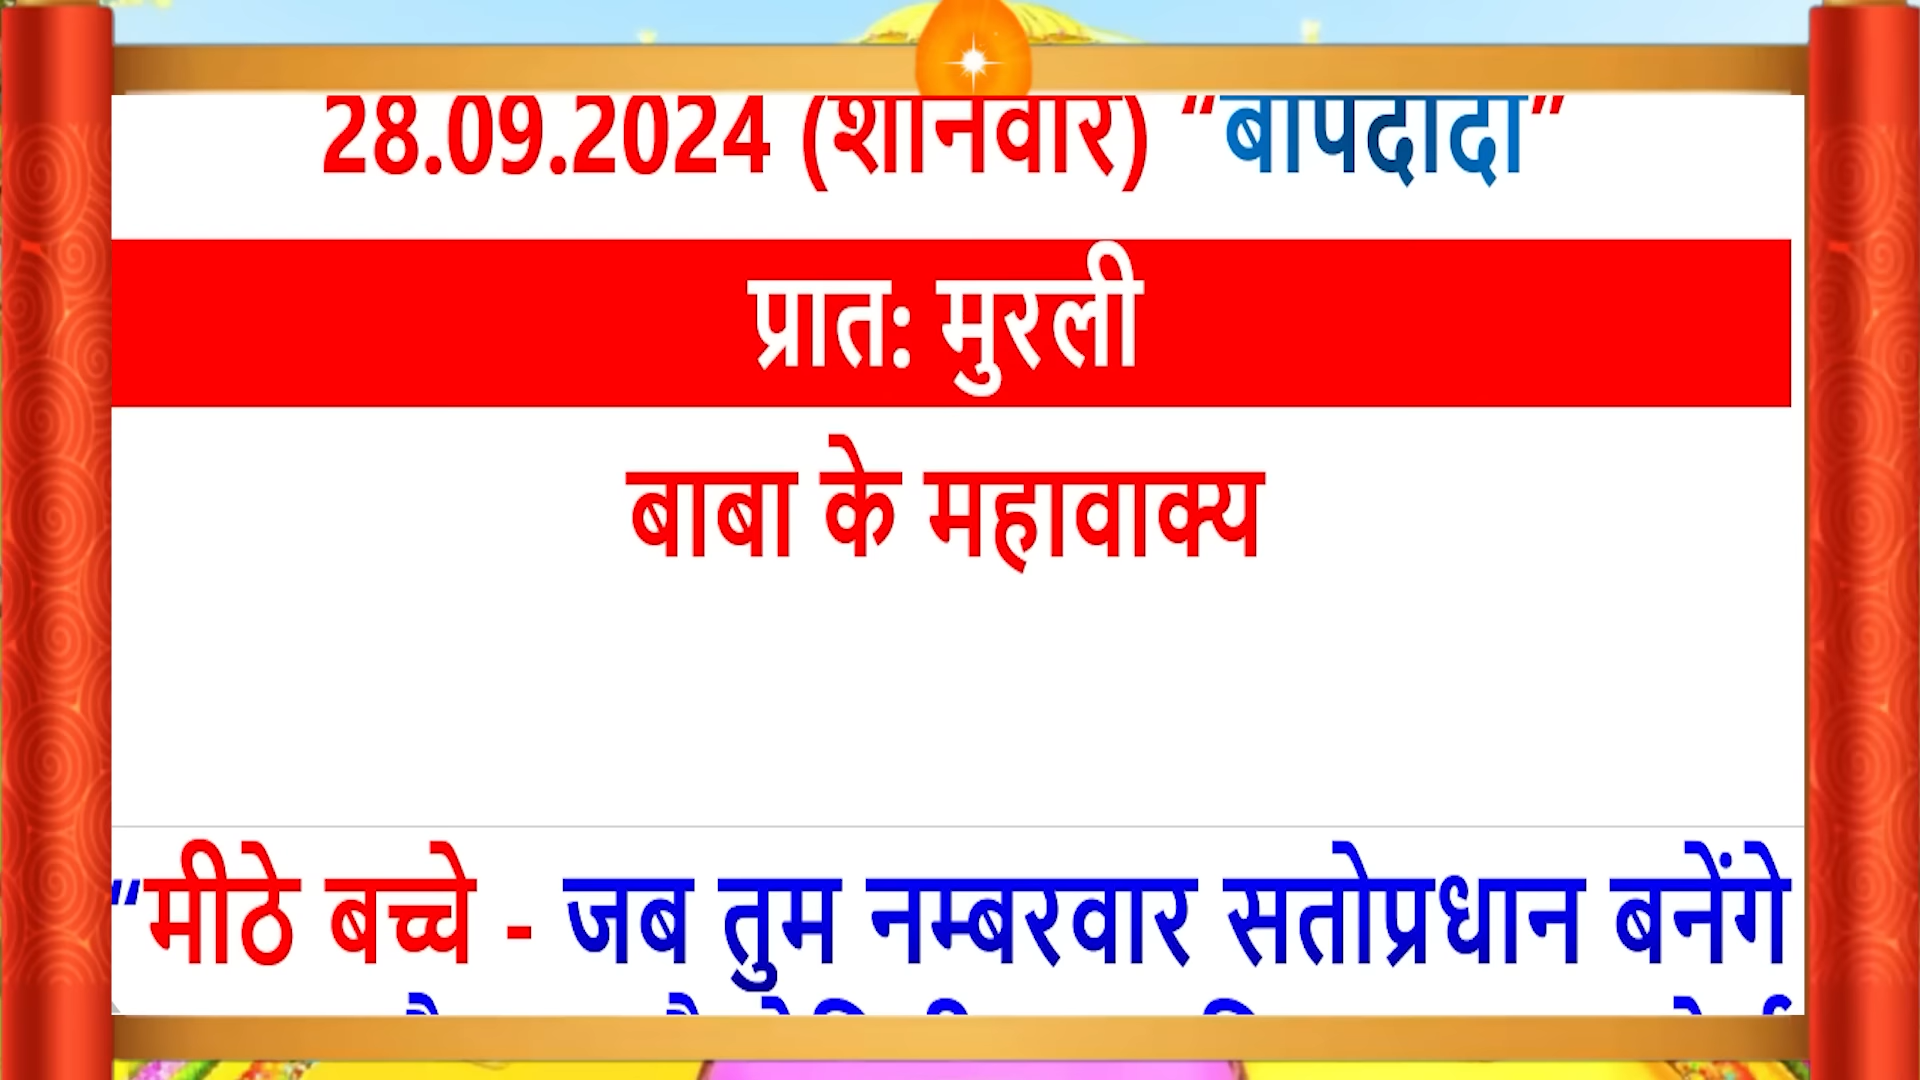 28.09.2024 (शनिवार) “बापदादा”
प्रात: मुरली
बाबा के महावाक्य
“मीठे बच्चे - जब तुम नम्बरवार सतोप्रधान बनेंगे